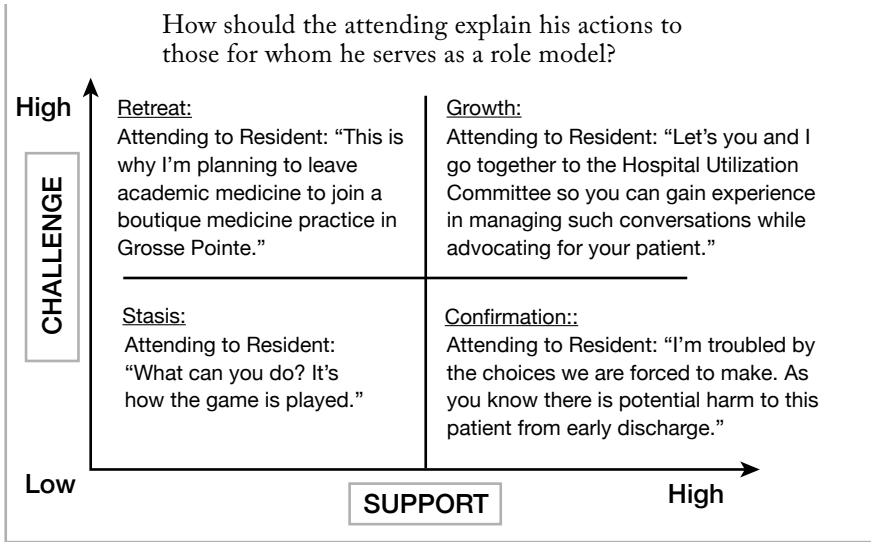 How should the attending explain his actions to
those for whom he serves as a role model?
High
CHALLENGE
Low
Retreat:
Attending to Resident: “This is
why I’m planning to leave
academic medicine to join a
boutique medicine practice in
Grosse Pointe.”
Growth:
Attending to Resident: “Let’s you and I
go together to the Hospital Utilization
Committee so you can gain experience
in managing such conversations while
advocating for your patient.”
Stasis:
Attending to Resident:
“What can you do? It’s
how the game is played.”
Confirmation::
Attending to Resident: “I’m troubled by
the choices we are forced to make. As
you know there is potential harm to this
patient from early discharge.”
SUPPORT
High